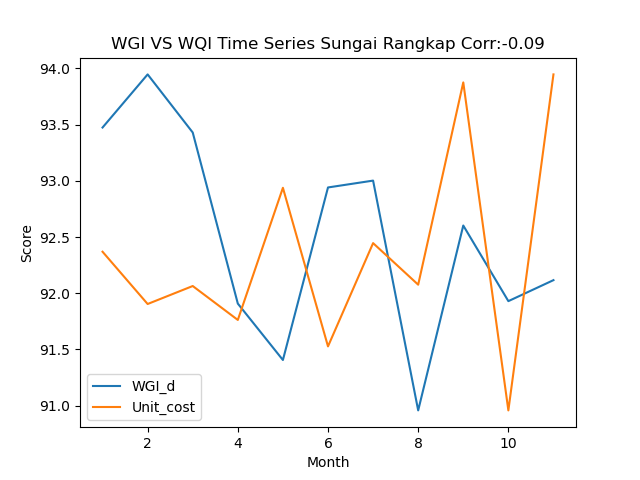 WGI VS WQI Time Series Sungai Rangkap Corr:-0.09
94.0
93.5
93.0
92.5
92.0
91.5
91.0
Score
WGI_d
Unit_cost
2 4 6 8 10
Month